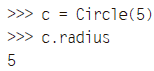 >>> c = Circle(5)
>>> c.radius
5